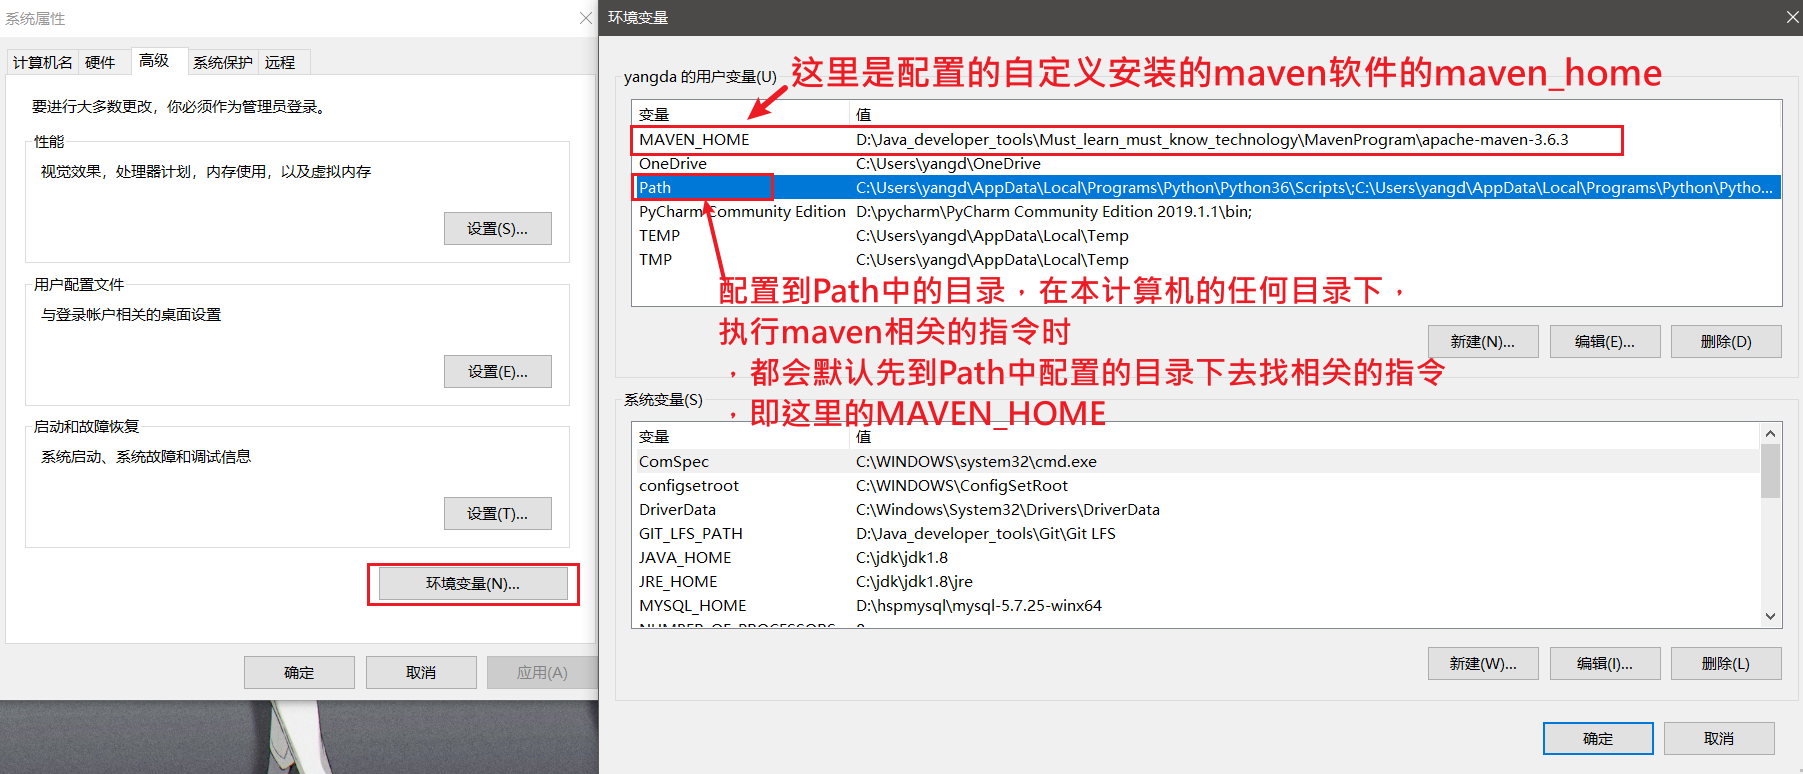 系统属性
计算机名 硬件 高级 系统保护 远程
要进行大多数更改，你必须作为管理员登录。
性能
视觉效果，处理器计划，内存使用，以及虚拟内存
设置(S)...
用户配置文件
与登录帐户相关的桌面设置
设置(E)...
启动和故障恢复
系统启动、系统故障和调试信息
设置(T)...
环境变量(N)...
确定 取消 应用(A)
环境变量
yangda 的用户变量(U)
这里是配置的自定义安装的maven软件的maven_home
变量 值
MAVEN_HOME D:\Java_developer_tools\Must_learn_must_know_technology\MavenProgram\apache-maven-3.6.3
OneDrive C:\Users\yangd\OneDrive
Path C:\Users\yangd\AppData\Local\Programs\Python\Python36\Scripts\;C:\Users\yangd\AppData\Local\Programs\Python\Pytho...
PyCharm Community Edition D:\pycharm\PyCharm Community Edition 2019.1.1\bin;
TEMP C:\Users\yangd\AppData\Local\Temp
TMP C:\Users\yangd\AppData\Local\Temp
配置到Path中的目录，在本计算机的任何目录下，
执行maven相关的指令时
，都会默认先到Path中配置的目录下去找相关的指令
，即这里的MAVEN_HOME
新建(N)... 编辑(E)... 删除(D)
系统变量(S)
变量 值
ComSpec C:\WINDOWS\system32\cmd.exe
configsetroot C:\WINDOWS\ConfigSetRoot
DriverData C:\Windows\System32\Drivers\DriverData
GIT_LFS_PATH D:\Java_developer_tools\Git\Git LFS
JAVA_HOME C:\jdk\jdk1.8
JRE_HOME C:\jdk\jdk1.8\jre
MYSQL_HOME D:\hspmysql\mysql-5.7.25-winx64
NUMBER_OF_PROCESSORS
新建(W)... 编辑(I)... 删除(L)
确定 取消